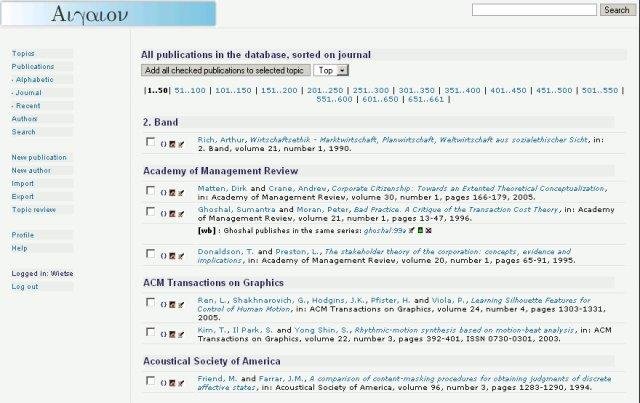 Αιγαιον
Search
Topics
Publications
- Alphabetic
- Journal
- Recent
Authors
Search
New publication
New author
Import
Export
Topic review
Profile
Help
Logged in: Wietse
Log out
All publications in the database, sorted on journal
Add all checked publications to selected topic Top
|1..50| 51..100 | 101..150 | 151..200 | 201..250 | 251..300 | 301..350 | 351..400 | 401..450 | 451..500 | 501..550 |
551..600 | 601..650 | 651..661 |
2. Band
Rich, Arthur, Wirtschaftsethik - Marktwirtschaft, Planwirtschaft, Weltwirtschaft aus sozialethischer Sicht, in:
2. Band, volume 21, number 1, 1990.
Academy of Management Review
Matten, Dirk and Crane, Andrev, Corporate Citizenship: Towards an Extented Theoretical Conceptualization,
in: Academy of Management Review, volume 30, number 1, pages 166-179, 2005.
Ghoshal, Sumantra and Moran, Peter, Bad Practice. A Critique of the Transaction Cost Theory, in: Academy
of Management Review, volume 21, number 1, pages 13-47, 1996.
[wb] : Ghoshal publishes in the same series: ghoshal:99a
Donaldson, T. and Preston, L., The stakeholder theory of the corporation: concepts, evidence and
implications, in: Academy of Management Review, volume 20, number 1, pages 65-91, 1995.
ACM Transactions on Graphics
Ren, L., Shakhnarovich, G., Hodgins, J.K., Pfister, H. and Viola, P., Learning Silhouette Features for
Control of Human Motion, in: ACM Transactions on Graphics, volume 24, number 4, pages 1303-1331,
2005.
Kim, T., Il Park, S. and Yong Shin, S., Rhythmic-motion synthesis based on motion-beat analysis, in: ACM
Transactions on Graphics, volume 22, number 3, pages 392-401, ISSN 0730-0301, 2003.
Acoustical Society of America
Friend, M. and Farrar, J.M., A comparison of content-masking procedures for obtaining judgments of discrete
affective states, in: Acoustical Society of America, volume 96, number 3, pages 1283-1290, 1994.